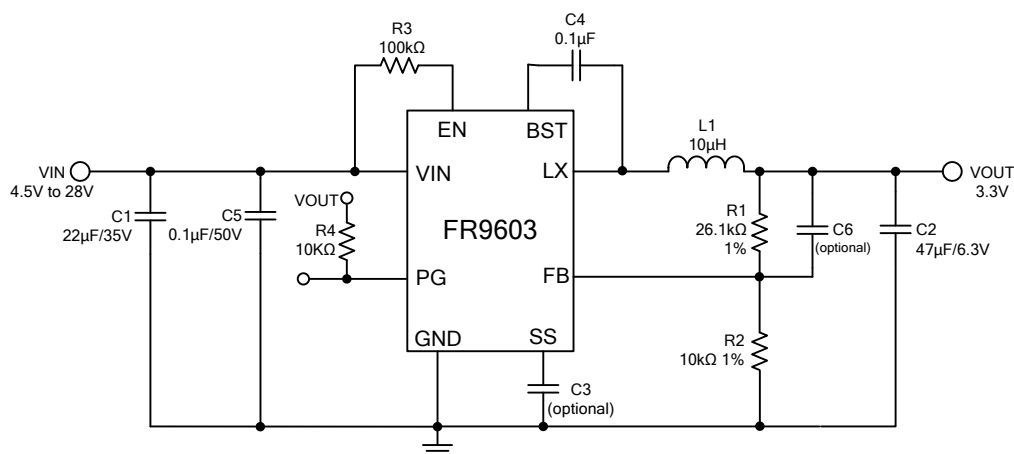 R3
100kΩ
C4
0.1µF
EN
BST
L1
10µH
VIN
4.5V to 28V
VIN
LX
VOUT
3.3V
C1
22µF/35V
C5
0.1µF/50V
VOUT
R4
10KΩ
FR9603
R1
26.1kΩ
1%
C6
(optional)
C2
47µF/6.3V
PG
FB
GND
SS
R2
10kΩ 1%
C3
(optional)